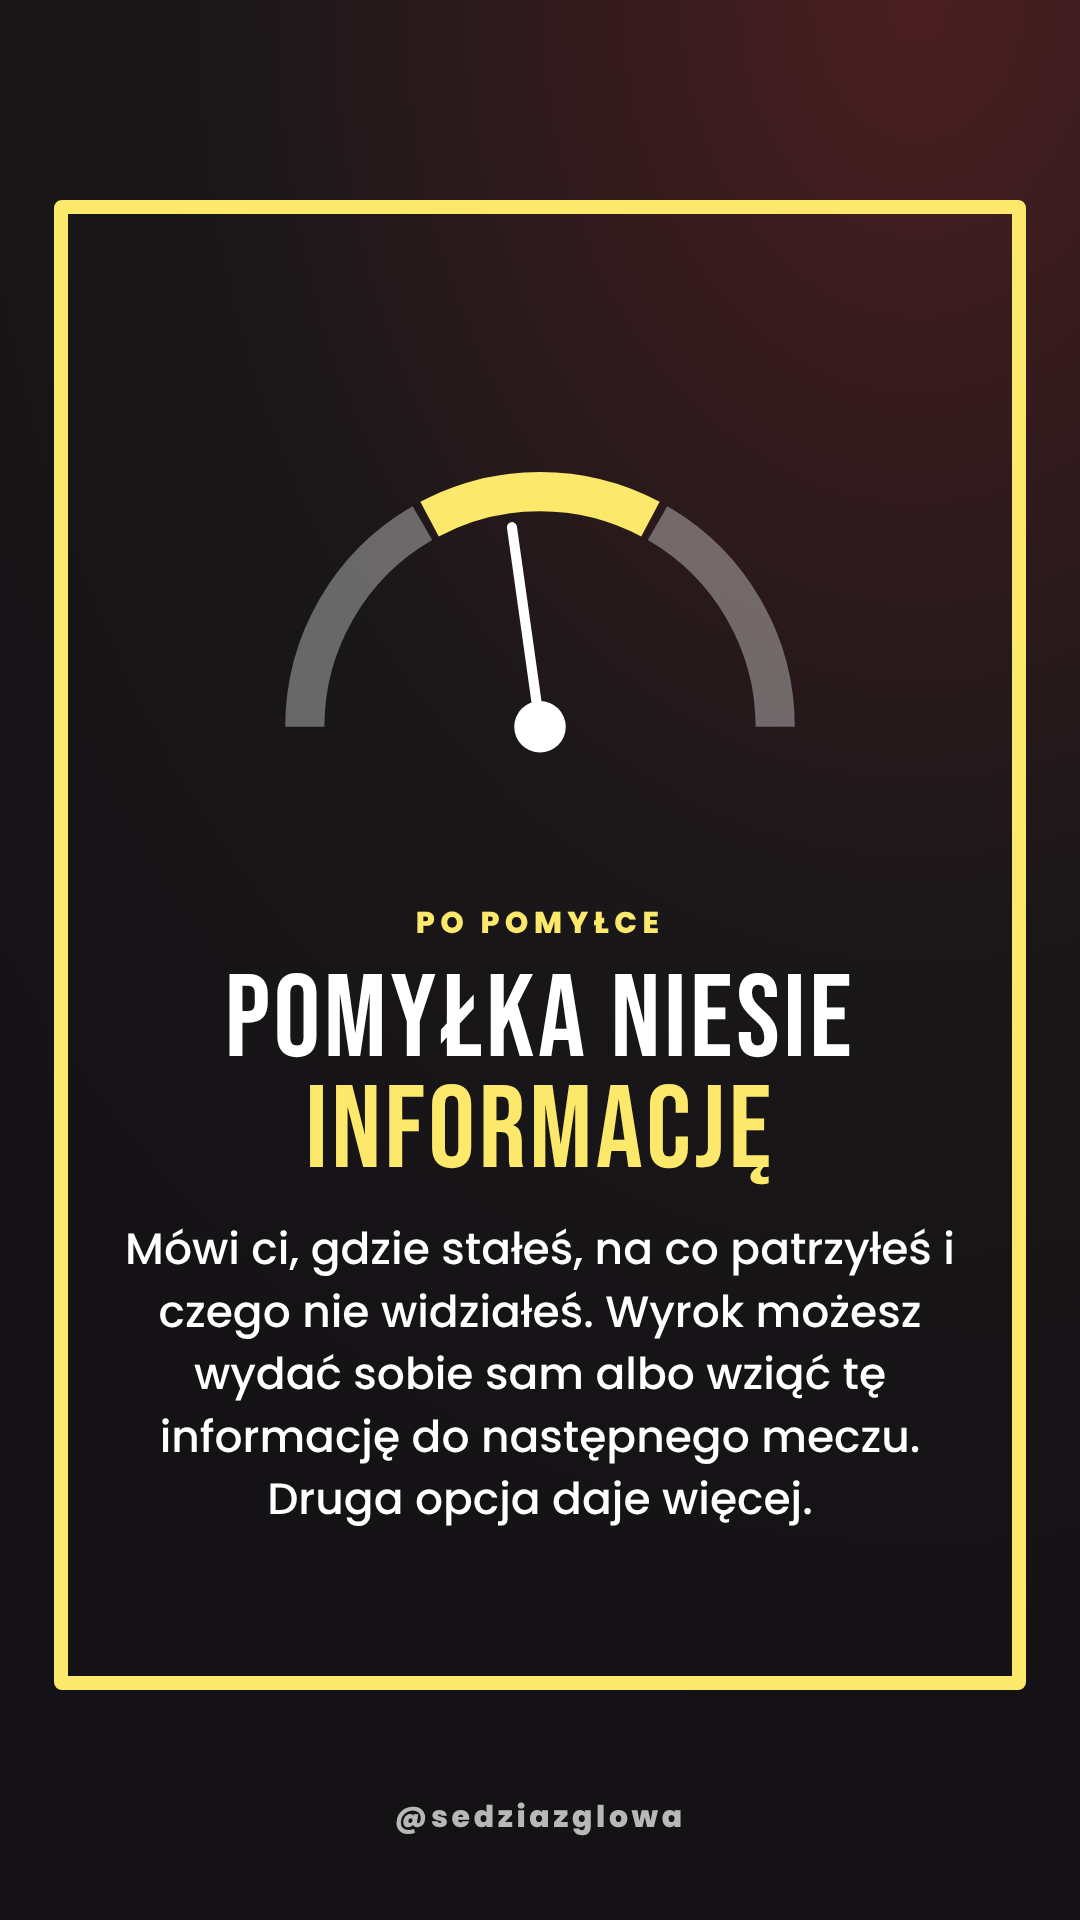 PO POMYŁCE
POMYŁKA NIESIE
INFORMACJĘ
Mówi ci, gdzie stałeś, na co patrzyłeś i
czego nie widziałeś. Wyrok możesz
wydać sobie sam albo wziąć tę
informację do następnego meczu.
Druga opcja daje więcej.
@sedziazglowa